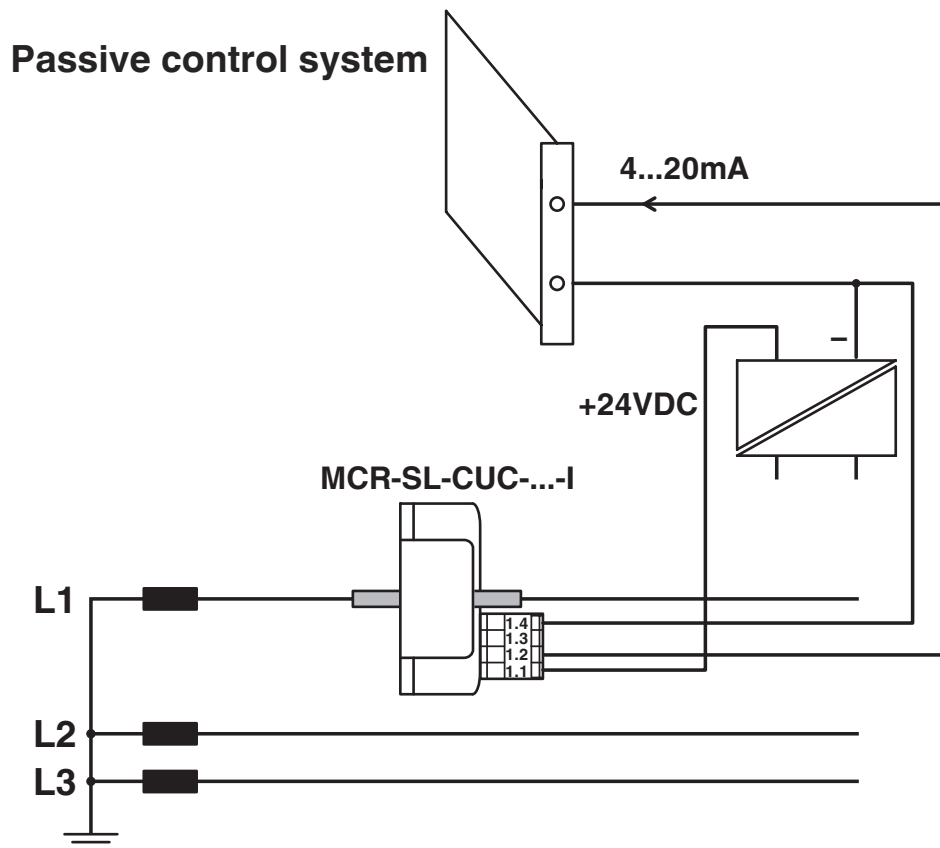 Passive control system
4...20mA
–
+24VDC
MCR-SL-CUC-...-I
L1
1.4
1.3
1.2
1.1
L2
L3